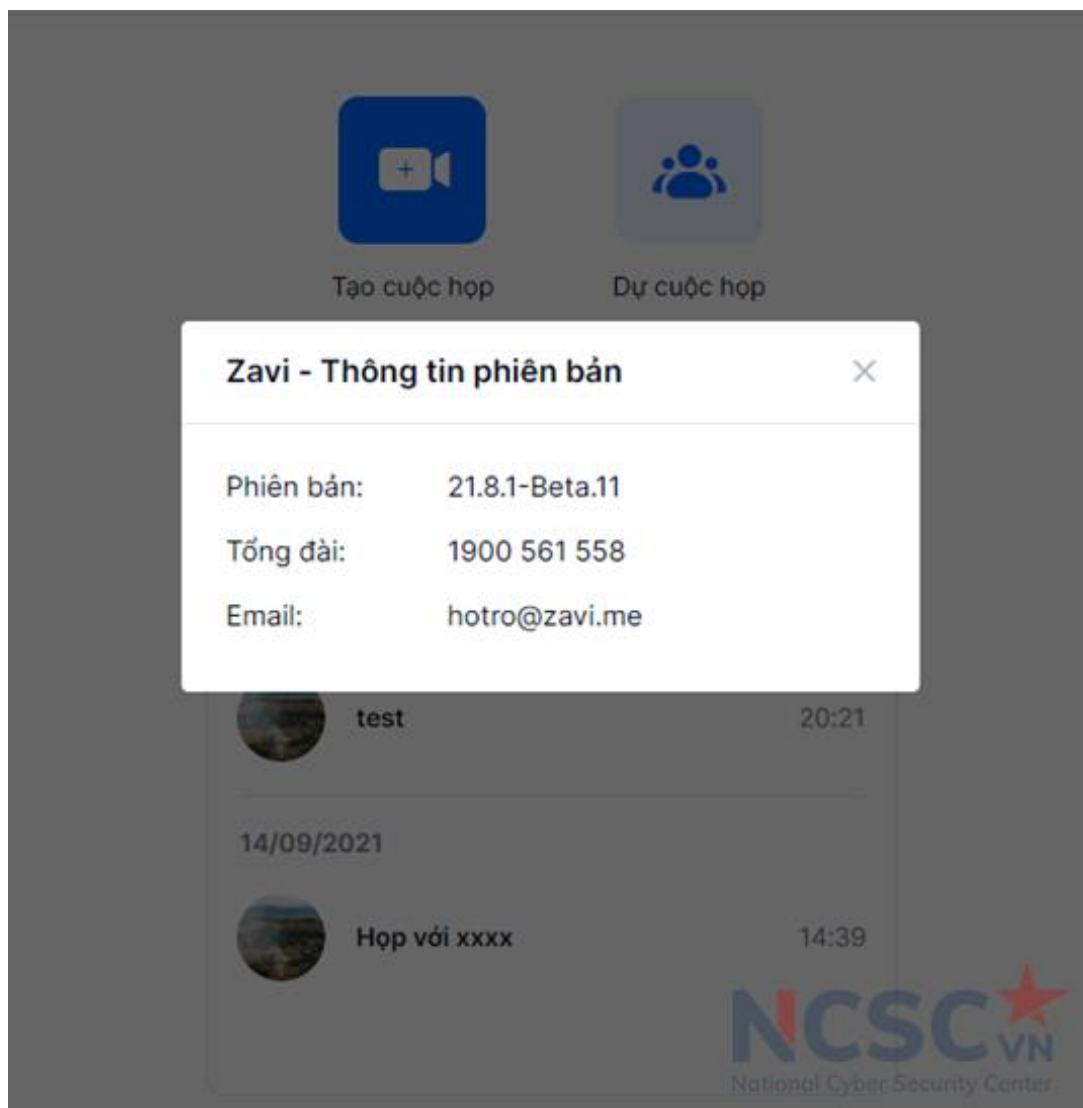 Tạo cuộc họp Dự cuộc họp
Zavi - Thông tin phiên bản
Phiên bản: 21.8.1-Beta.11
Tổng đài: 1900 561 558
Email: hotro@zavi.me
test 20:21
14/09/2021
Họp với xxxx 14:39
NCSC VN
National Cyber Security Center